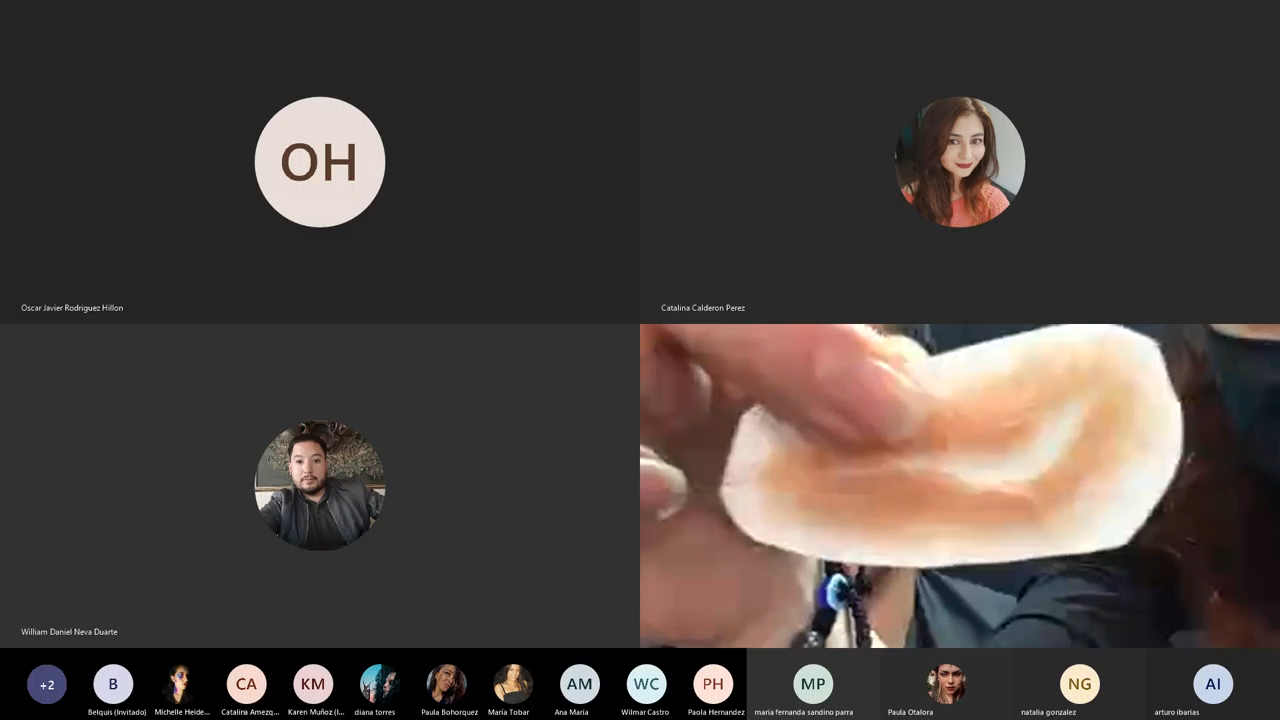 OH
Oscar Javier Rodriguez Hillon
Catalina Calderon Perez
William Daniel Neva Duarte
+2
B
CA
KM
AM
WC
PH
MP
NG
AI
Belquis (Invitado)
Michelle Heide...
Catalina Amezq...
Karen Muñoz (I...
diana torres
Paula Bohorquez
María Tobar
Ana Maria
Wilmar Castro
Paola Hernandez
maria fernanda sandino parra
Paula Otalora
natalia gonzalez
arturo ibarias